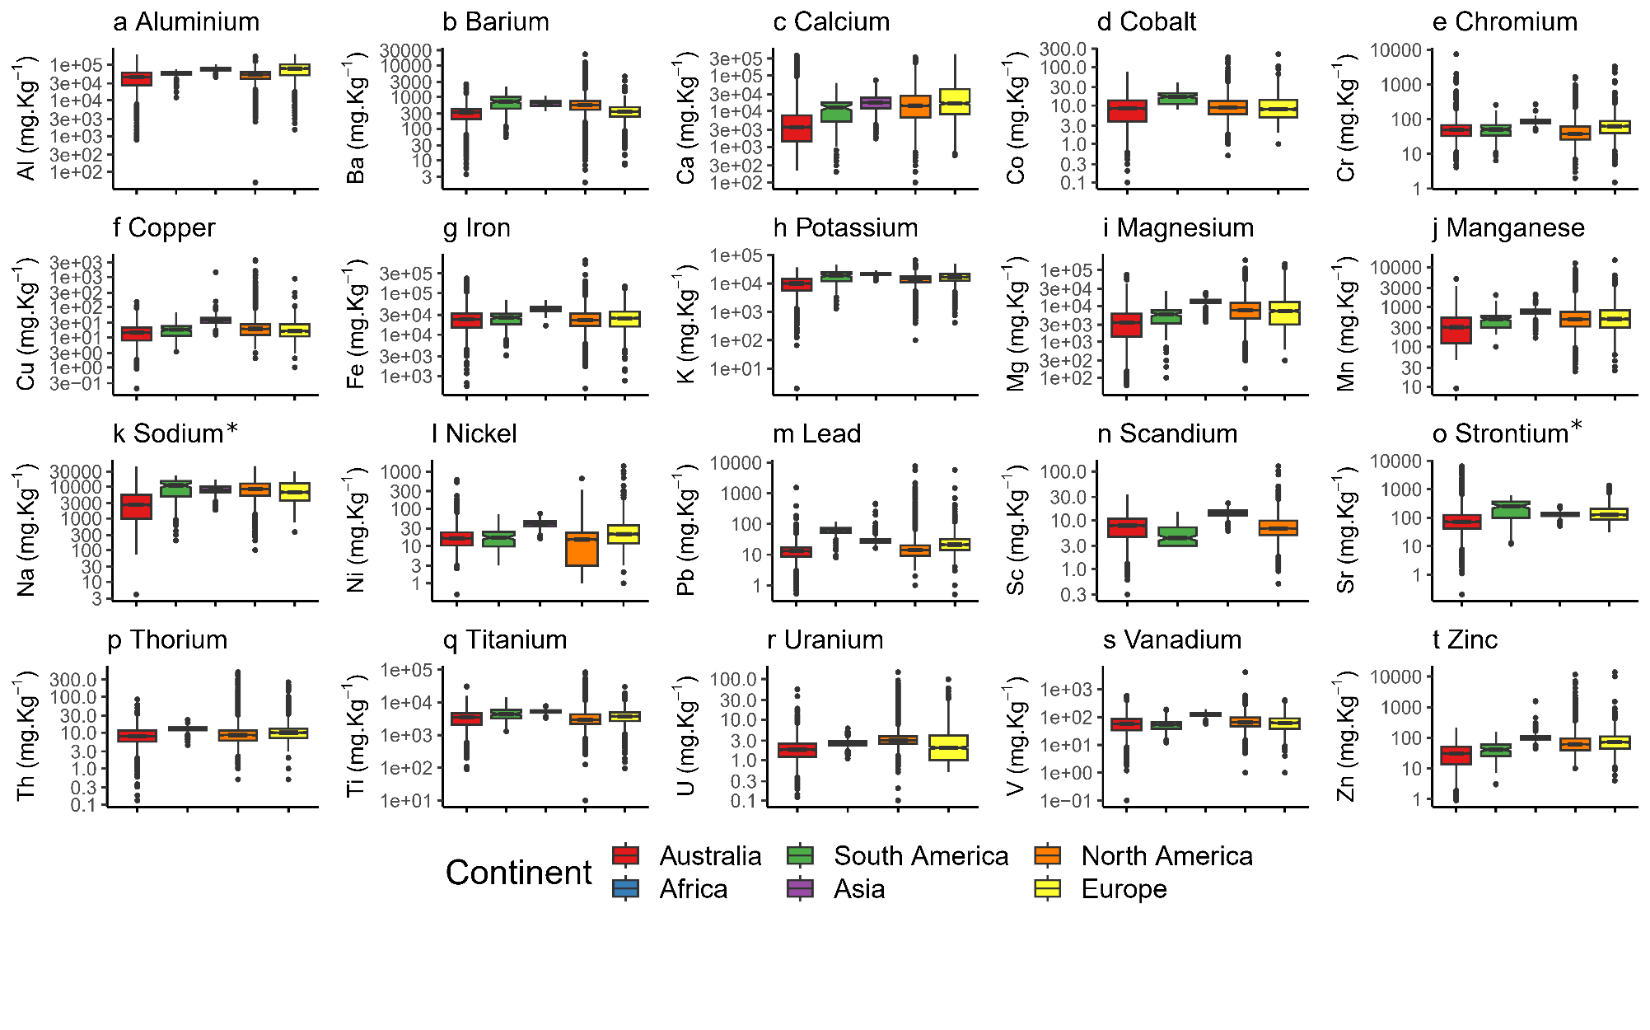 a Aluminium
Al (mg.Kg⁻¹)
1e+05
3e+04
1e+04
3e+03
1e+03
3e+02
1e+02
b Barium
Ba (mg.Kg⁻¹)
30000
10000
3000
1000
300
100
30
10
3
c Calcium
Ca (mg.Kg⁻¹)
3e+05
1e+05
3e+04
1e+04
3e+03
1e+03
3e+02
1e+02
d Cobalt
Co (mg.Kg⁻¹)
300.0
100.0
30.0
10.0
3.0
1.0
0.3
0.1
e Chromium
Cr (mg.Kg⁻¹)
10000
1000
100
10
1
f Copper
Cu (mg.Kg⁻¹)
3e+03
1e+03
3e+02
1e+02
3e+01
1e+01
3e+00
1e+00
3e−01
g Iron
Fe (mg.Kg⁻¹)
3e+05
1e+05
3e+04
1e+04
3e+03
1e+03
h Potassium
K (mg.Kg⁻¹)
1e+05
1e+04
1e+03
1e+02
1e+01
i Magnesium
Mg (mg.Kg⁻¹)
1e+05
3e+04
1e+04
3e+03
1e+03
3e+02
1e+02
j Manganese
Mn (mg.Kg⁻¹)
10000
3000
1000
300
100
30
10
k Sodium*
Na (mg.Kg⁻¹)
30000
10000
3000
1000
300
100
30
10
3
l Nickel
Ni (mg.Kg⁻¹)
1000
300
100
30
10
3
1
m Lead
Pb (mg.Kg⁻¹)
10000
1000
100
10
1
n Scandium
Sc (mg.Kg⁻¹)
100.0
30.0
10.0
3.0
1.0
0.3
o Strontium*
Sr (mg.Kg⁻¹)
10000
1000
100
10
1
p Thorium
Th (mg.Kg⁻¹)
300.0
100.0
30.0
10.0
3.0
1.0
0.3
0.1
q Titanium
Ti (mg.Kg⁻¹)
1e+05
1e+04
1e+03
1e+02
1e+01
r Uranium
U (mg.Kg⁻¹)
100.0
30.0
10.0
3.0
1.0
0.3
0.1
s Vanadium
V (mg.Kg⁻¹)
1e+03
1e+02
1e+01
1e+00
1e−01
t Zinc
Zn (mg.Kg⁻¹)
10000
1000
100
10
1
Continent
Australia
South America
North America
Africa
Asia
Europe